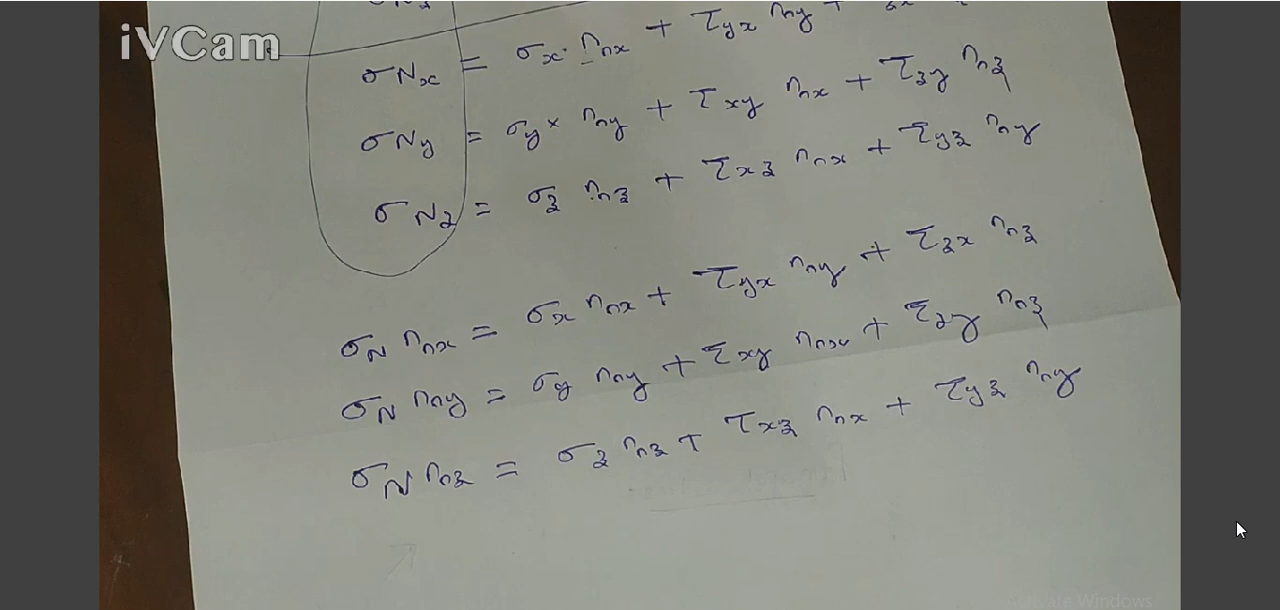 iVCam
σNx = σx· nnx + τyx nny +
σNy = σy× nny + τxy nnx + τzy nnz
σNz = σz nnz + τxz nnx + τyz nny
σN nnx = σx nnx + τyx nny + τzx nnz
σN nny = σy nny + τxy nnx + τzy nnz
σN nnz = σz nnz + τxz nnx + τyz nny
Activate Windows